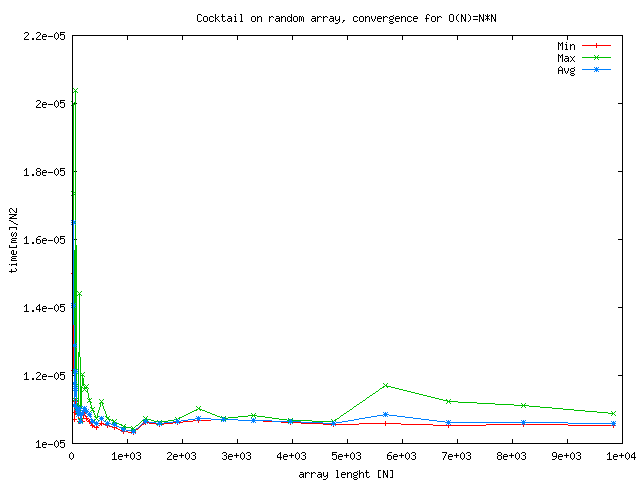 Cocktail on random array, convergence for O(N)=N*N
2.2e-05
2e-05
1.8e-05
1.6e-05
1.4e-05
1.2e-05
1e-05
time[ms]/N2
Min
Max
Avg
0 1e+03 2e+03 3e+03 4e+03 5e+03 6e+03 7e+03 8e+03 9e+03 1e+04
array lenght [N]